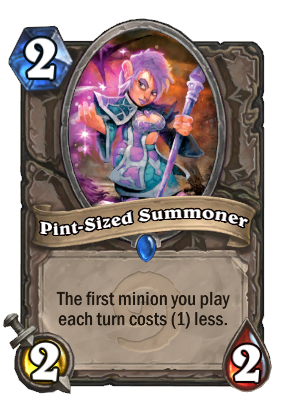 2
Pint-Sized Summoner
The first minion you play
each turn costs (1) less.
2
2